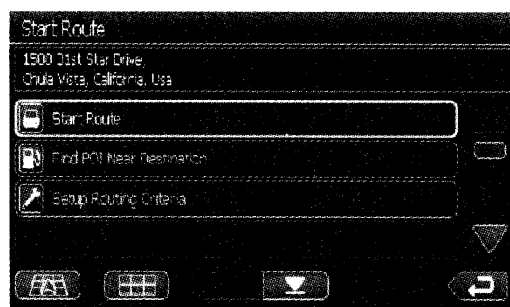 Start Route
1500 31st Star Drive,
Chula Vista, California, Usa
Start Route
Find POI Near Destination
Setup Routing Criteria